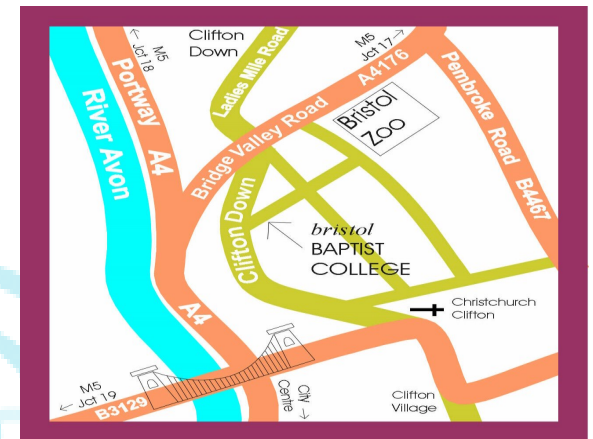 Clifton
Down
M5
Jct 18
Portway
A4
River Avon
Ladies Mile Road
M5
Jct 17
A4176
Bridge Valley Road
Bristol
Zoo
Pembroke Road
B4467
Clifton Down
bristol
BAPTIST
COLLEGE
A4
Christchurch
Clifton
M5
Jct 19
B3129
City
Centre
Clifton
Village